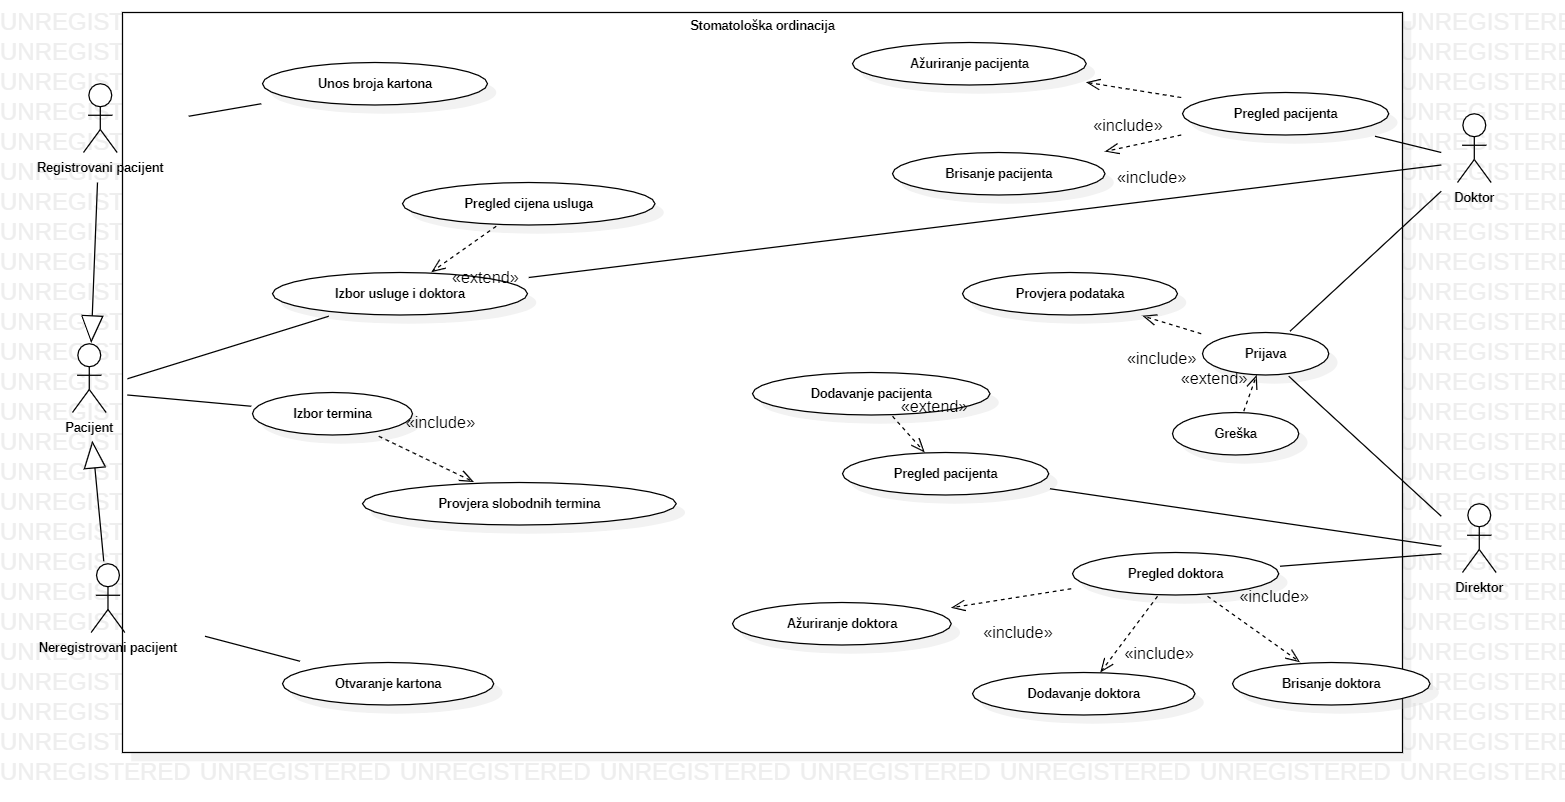 Stomatološka ordinacija
Unos broja kartona
Ažuriranje pacijenta
Pregled pacijenta
«include»
Registrovani pacijent
Brisanje pacijenta
«include»
Doktor
Pregled cijena usluga
«extend»
Izbor usluge i doktora
Provjera podataka
Prijava
«include»
«extend»
Dodavanje pacijenta
«extend»
Izbor termina
«include»
Pacijent
Greška
Pregled pacijenta
Provjera slobodnih termina
Pregled doktora
Direktor
«include»
Ažuriranje doktora
«include»
Neregistrovani pacijent
«include»
Otvaranje kartona
Dodavanje doktora
Brisanje doktora
UNREGISTERED UNREGISTERED UNREGISTERED UNREGISTERED UNREGISTERED UNREGISTERED UNREGISTERED UNREGISTERE